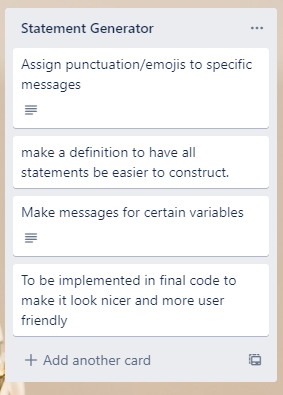 Statement Generator
Assign punctuation/emojis to specific
messages
make a definition to have all
statements be easier to construct.
Make messages for certain variables
To be implemented in final code to
make it look nicer and more user
friendly
Add another card